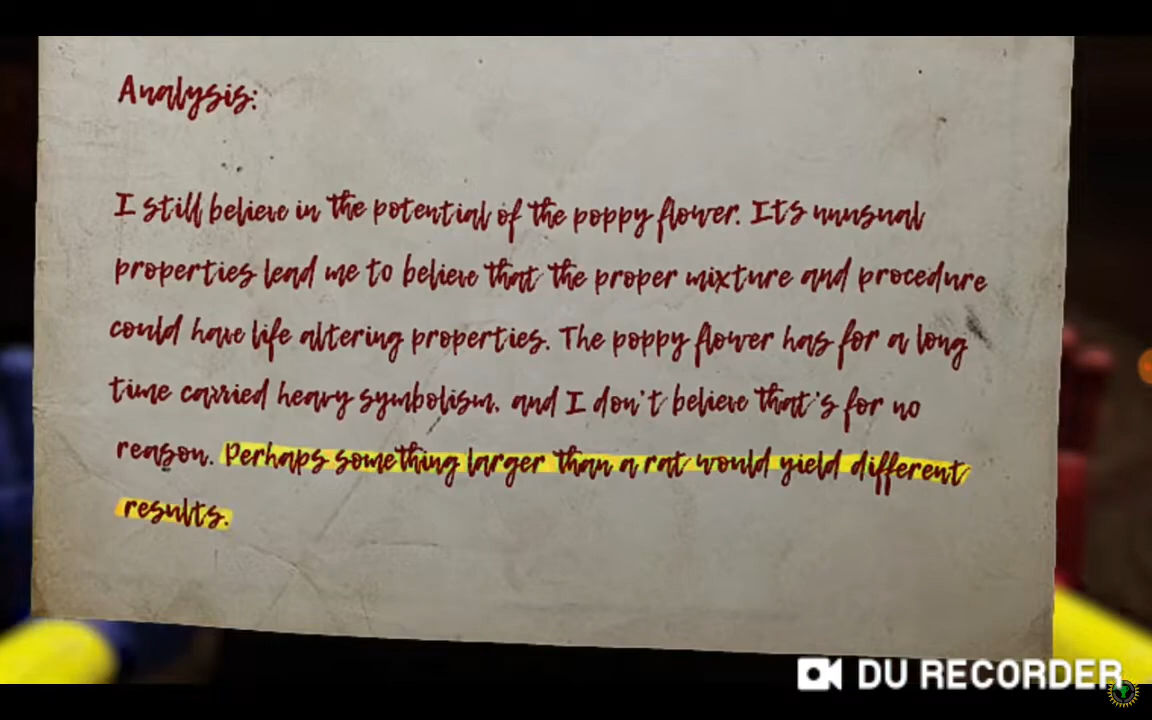 Analysis:
I still believe in the potential of the poppy flower. Its unusual
properties lead me to believe that the proper mixture and procedure
could have life altering properties. The poppy flower has for a long
time carried heavy symbolism, and I don't believe that's for no
reason. Perhaps something larger than a rat would yield different
results.
DU RECORDER